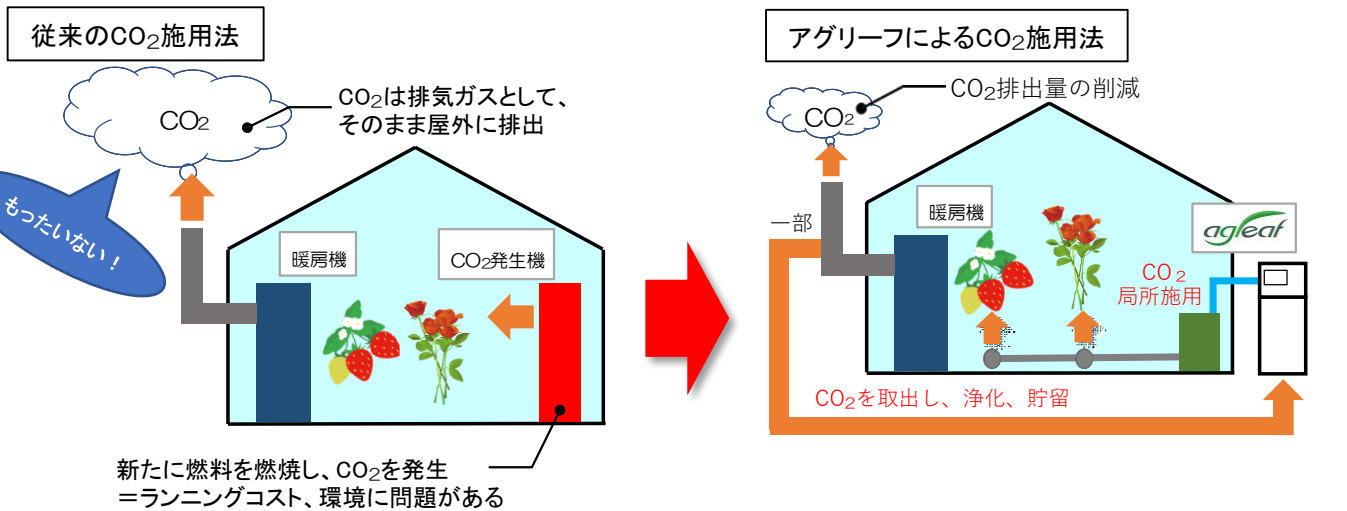 従来のCO2施用法
CO2
CO2は排気ガスとして、
そのまま屋外に排出
もったいない！
暖房機
CO2発生機
新たに燃料を燃焼し、CO2を発生
＝ランニングコスト、環境に問題がある
アグリーフによるCO2施用法
CO2
CO2排出量の削減
一部
暖房機
agleaf
CO2
局所施用
CO2を取出し、浄化、貯留